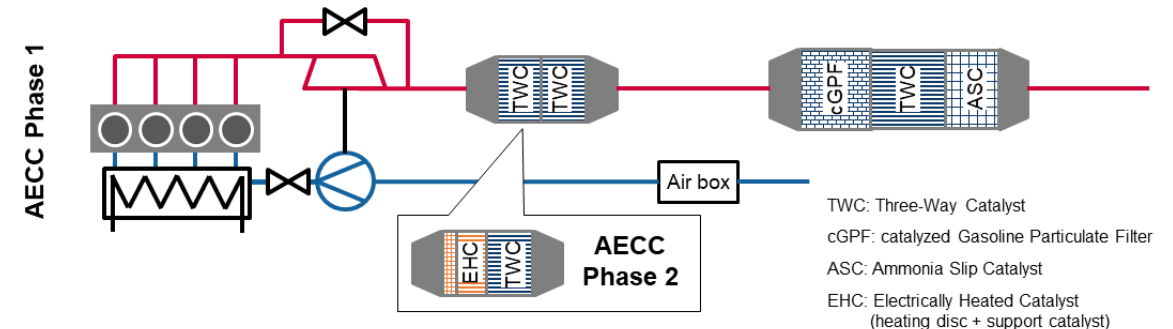 AECC Phase 1
TWC
TWC
cGPF
TWC
ASC
Air box
EHC
TWC
AECC
Phase 2
TWC: Three-Way Catalyst
cGPF: catalyzed Gasoline Particulate Filter
ASC: Ammonia Slip Catalyst
EHC: Electrically Heated Catalyst
(heating disc + support catalyst)